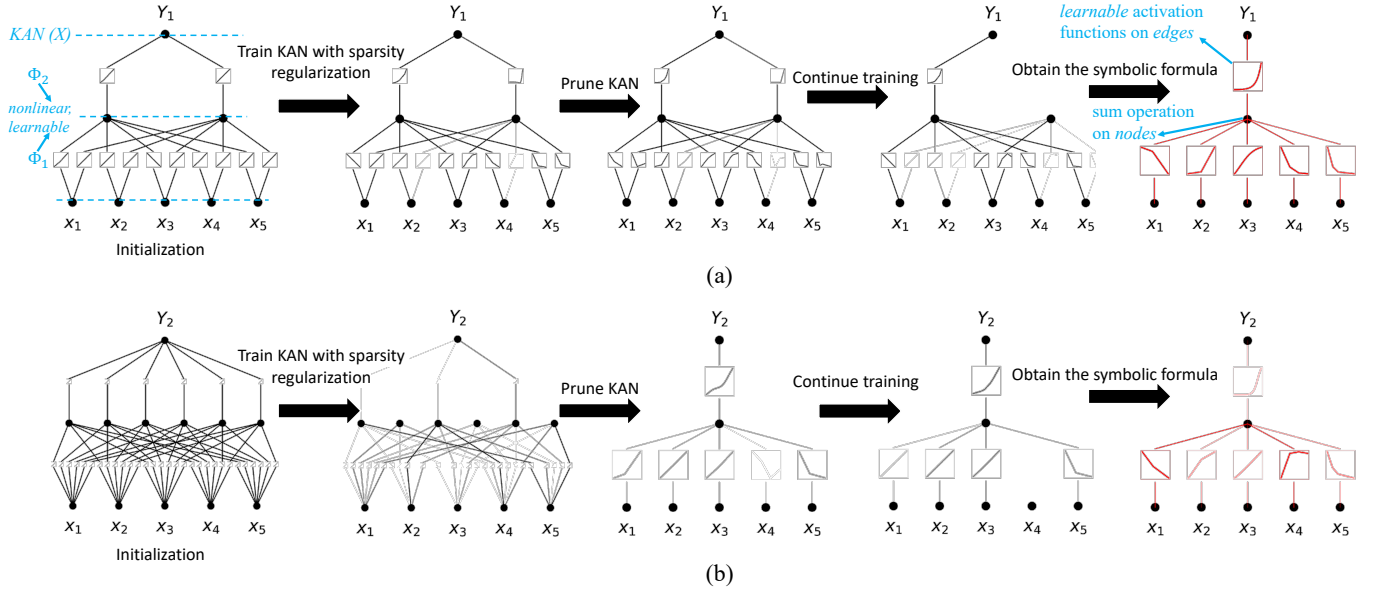 Y1 Y1 Y1 Y1 Y1
KAN (X)
learnable activation
functions on edges
Train KAN with sparsity
regularization
Prune KAN
Continue training
Obtain the symbolic formula
Φ2
nonlinear,
learnable
Φ1
sum operation
on nodes
x1 x2 x3 x4 x5 x1 x2 x3 x4 x5 x1 x2 x3 x4 x5 x1 x2 x3 x4 x5 x1 x2 x3 x4 x5
Initialization
(a)
Y2 Y2 Y2 Y2 Y2
Train KAN with sparsity
regularization
Prune KAN
Continue training
Obtain the symbolic formula
x1 x2 x3 x4 x5 x1 x2 x3 x4 x5 x1 x2 x3 x4 x5 x1 x2 x3 x4 x5 x1 x2 x3 x4 x5
Initialization
(b)